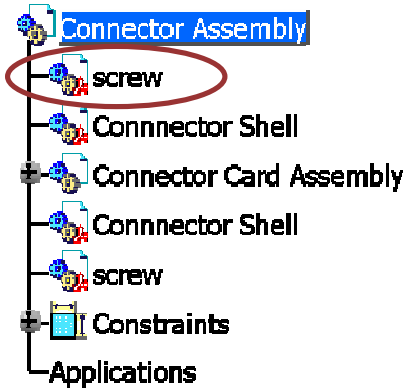 Connector Assembly
screw
Connnector Shell
Connector Card Assembly
Connnector Shell
screw
Constraints
Applications